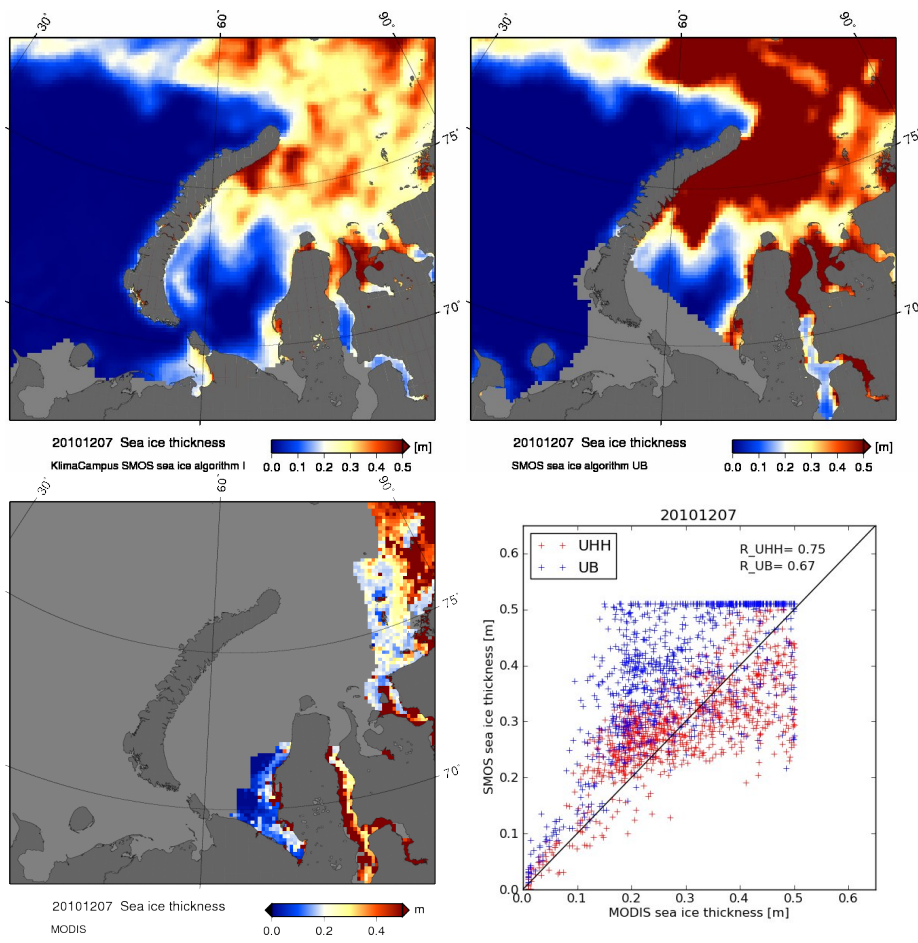 30°
60°
90°
75°
70°
20101207 Sea ice thickness
KlimaCampus SMOS sea ice algorithm I
0.0 0.1 0.2 0.3 0.4 0.5 [m]
30°
60°
90°
75°
70°
20101207 Sea ice thickness
SMOS sea ice algorithm UB
0.0 0.1 0.2 0.3 0.4 0.5 [m]
30°
60°
90°
75°
70°
20101207 Sea ice thickness
MODIS
0.0 0.2 0.4 m
20101207
UHH
UB
R_UHH= 0.75
R_UB= 0.67
SMOS sea ice thickness [m]
0.6
0.5
0.4
0.3
0.2
0.1
0.0
0.0 0.1 0.2 0.3 0.4 0.5 0.6
MODIS sea ice thickness [m]